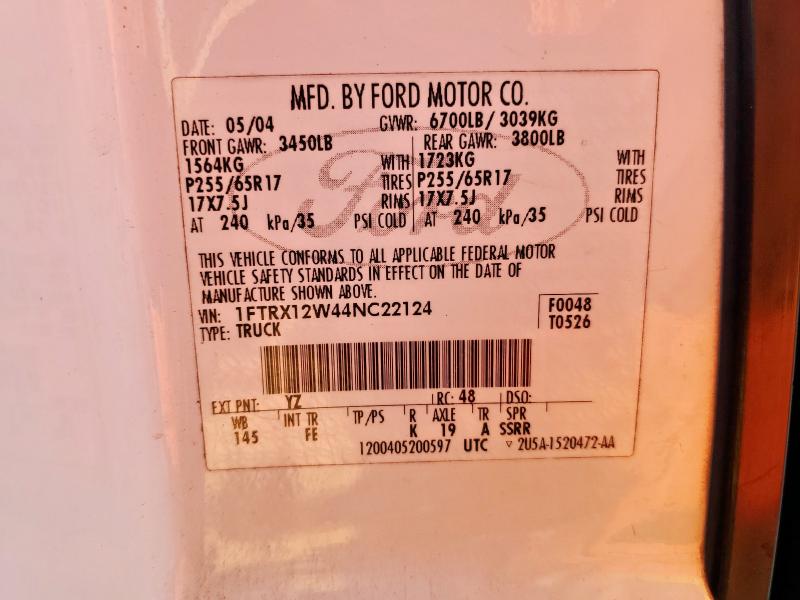 MFD. BY FORD MOTOR CO.
DATE: 05/04 GVWR: 6700LB / 3039KG
FRONT GAWR: 3450LB REAR GAWR: 3800LB
1564KG WITH 1723KG WITH
P255/65R17 TIRES P255/65R17 TIRES
17X7.5J RIMS 17X7.5J RIMS
AT 240 kPa/35 PSI COLD AT 240 kPa/35 PSI COLD
Ford
THIS VEHICLE CONFORMS TO ALL APPLICABLE FEDERAL MOTOR
VEHICLE SAFETY STANDARDS IN EFFECT ON THE DATE OF
MANUFACTURE SHOWN ABOVE.
VIN: 1FTRX12W44NC22124 F0048
TYPE: TRUCK T0526
EXT PNT: YZ RC: 48 DSO:
WB INT TR TP/PS R AXLE TR SPR
145 FE K 19 A SSRR
1200405200597 UTC ▽ 2U5A-1520472-AA